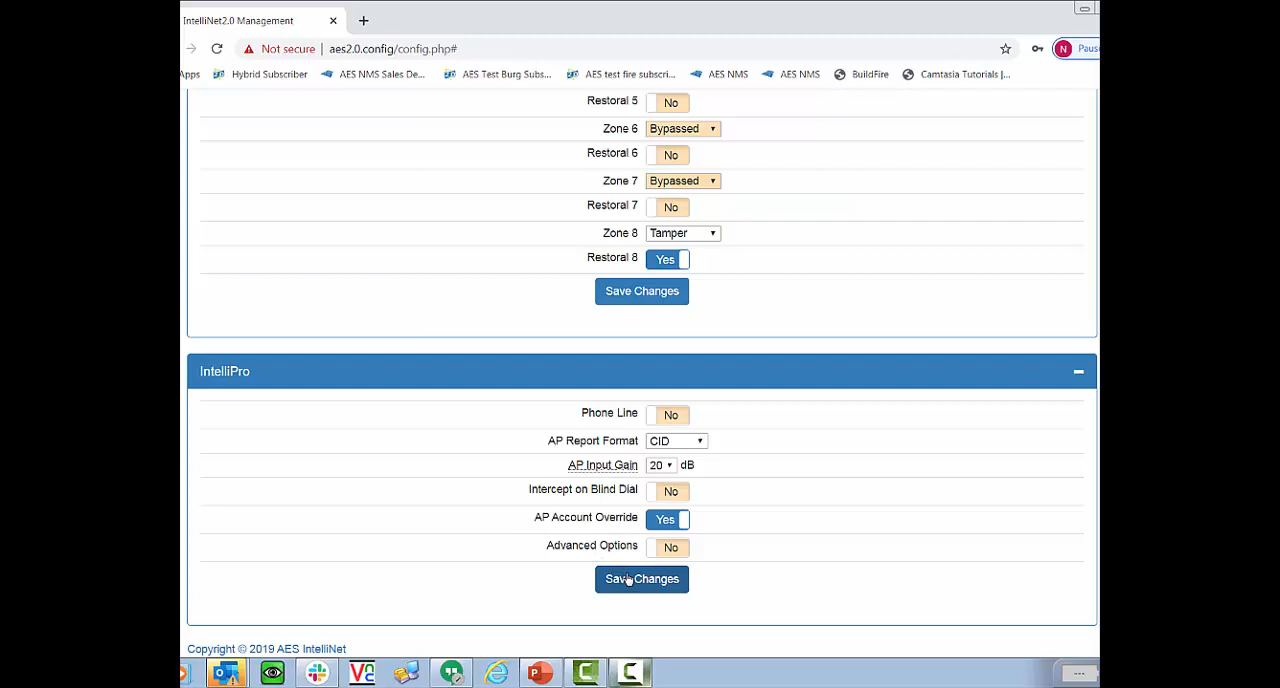 IntelliNet2.0 Management
Not secure | aes2.0.config/config.php#
N Paus
Apps Hybrid Subscriber AES NMS Sales De... AES Test Burg Subs... AES test fire subscri... AES NMS AES NMS BuildFire Camtasia Tutorials |...
Restoral 5 No
Zone 6 Bypassed
Restoral 6 No
Zone 7 Bypassed
Restoral 7 No
Zone 8 Tamper
Restoral 8 Yes
Save Changes
IntelliPro
Phone Line No
AP Report Format CID
AP Input Gain 20 dB
Intercept on Blind Dial No
AP Account Override Yes
Advanced Options No
Save Changes
Copyright © 2019 AES IntelliNet